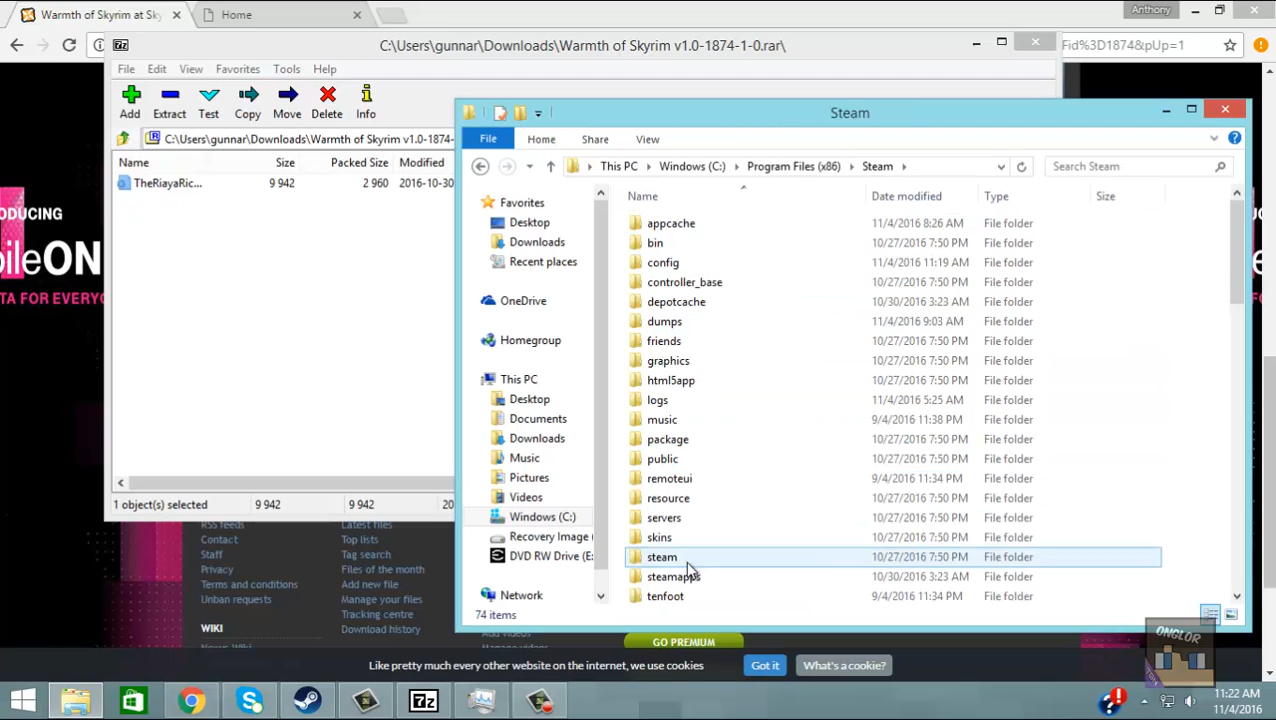 Warmth of Skyrim at Sky
Home
Anthony
C:\Users\gunnar\Downloads\Warmth of Skyrim v1.0-1874-1-0.rar\
Fid%3D1874&pUp=1
File Edit View Favorites Tools Help
Add Extract Test Copy Move Delete Info
C:\Users\gunnar\Downloads\Warmth of Skyrim v1.0-1874-
Name Size Packed Size Modified
TheRiayaRic... 9 942 2 960 2016-10-30
1 object(s) selected 9 942 9 942 20
Steam
File Home Share View
This PC Windows (C:) Program Files (x86) Steam
Search Steam
Name Date modified Type Size
appcache 11/4/2016 8:26 AM File folder
bin 10/27/2016 7:50 PM File folder
config 11/4/2016 11:19 AM File folder
controller_base 10/27/2016 7:50 PM File folder
depotcache 10/30/2016 3:23 AM File folder
dumps 11/4/2016 9:03 AM File folder
friends 10/27/2016 7:50 PM File folder
graphics 10/27/2016 7:50 PM File folder
html5app 10/27/2016 7:50 PM File folder
logs 11/4/2016 5:25 AM File folder
music 9/4/2016 11:38 PM File folder
package 10/27/2016 7:50 PM File folder
public 10/27/2016 7:50 PM File folder
remoteui 9/4/2016 11:34 PM File folder
resource 10/27/2016 7:50 PM File folder
servers 10/27/2016 7:50 PM File folder
skins 10/27/2016 7:50 PM File folder
steam 10/27/2016 7:50 PM File folder
steamapps 10/30/2016 3:23 AM File folder
tenfoot 9/4/2016 11:34 PM File folder
74 items
Favorites
Desktop
Downloads
Recent places
OneDrive
Homegroup
This PC
Desktop
Documents
Downloads
Music
Pictures
Videos
Windows (C:)
Recovery Image (
DVD RW Drive (E:
Network
ODUCING
bileON
TA FOR EVERYO
RSS feeds
Contact
Staff
Privacy
Terms and conditions
Unban requests
Top lists
Tag search
Files of the month
Add new file
Tracking centre
Download history
WIKI
GO PREMIUM
Like pretty much every other website on the internet, we use cookies
Got it
What's a cookie?
ONGLOR
11:22 AM
11/4/2016